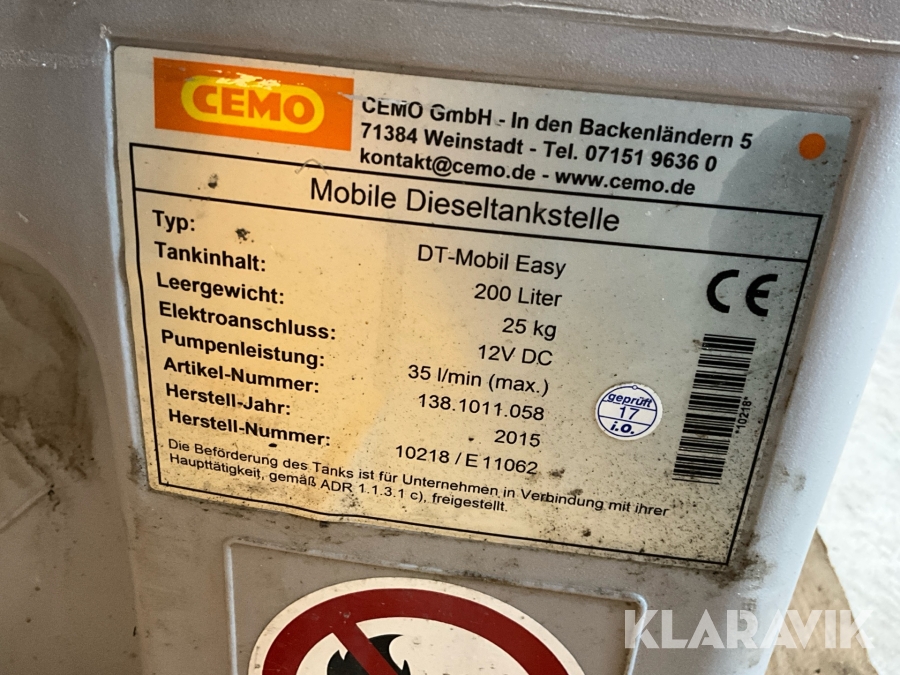 CEMO
CEMO GmbH - In den Backenländern 5
71384 Weinstadt - Tel. 07151 9636 0
kontakt@cemo.de - www.cemo.de
Mobile Dieseltankstelle
Typ: DT-Mobil Easy
Tankinhalt: 200 Liter
Leergewicht: 25 kg
Elektroanschluss: 12V DC
Pumpenleistung: 35 l/min (max.)
Artikel-Nummer: 138.1011.058
Herstell-Jahr: 2015
Herstell-Nummer: 10218 / E 11062
Die Beförderung des Tanks ist für Unternehmen in Verbindung mit ihrer
Haupttätigkeit, gemäß ADR 1.1.3.1 c), freigestellt.
CE
*10218*
geprüft
17
i.O.
KLARAVIK